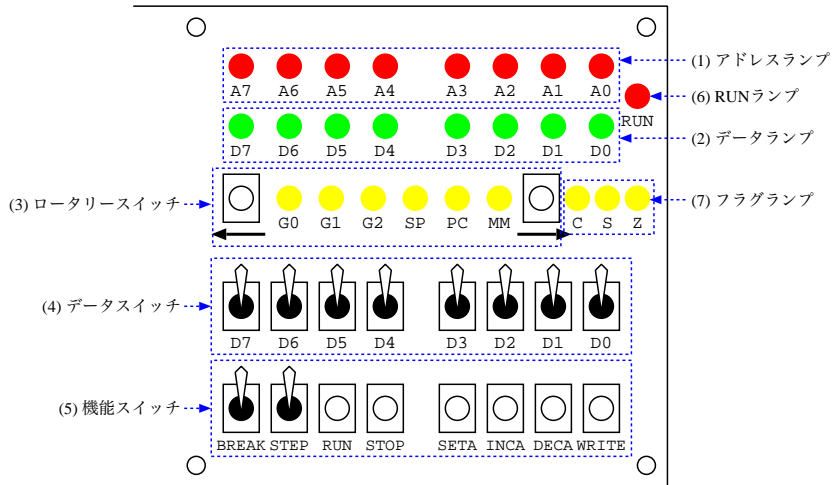 A7 A6 A5 A4 A3 A2 A1 A0
(1) アドレスランプ
(6) RUNランプ
RUN
D7 D6 D5 D4 D3 D2 D1 D0
(2) データランプ
(3) ロータリースイッチ
G0 G1 G2 SP PC MM C S Z
(7) フラグランプ
(4) データスイッチ
D7 D6 D5 D4 D3 D2 D1 D0
(5) 機能スイッチ
BREAK STEP RUN STOP SETA INCA DECA WRITE